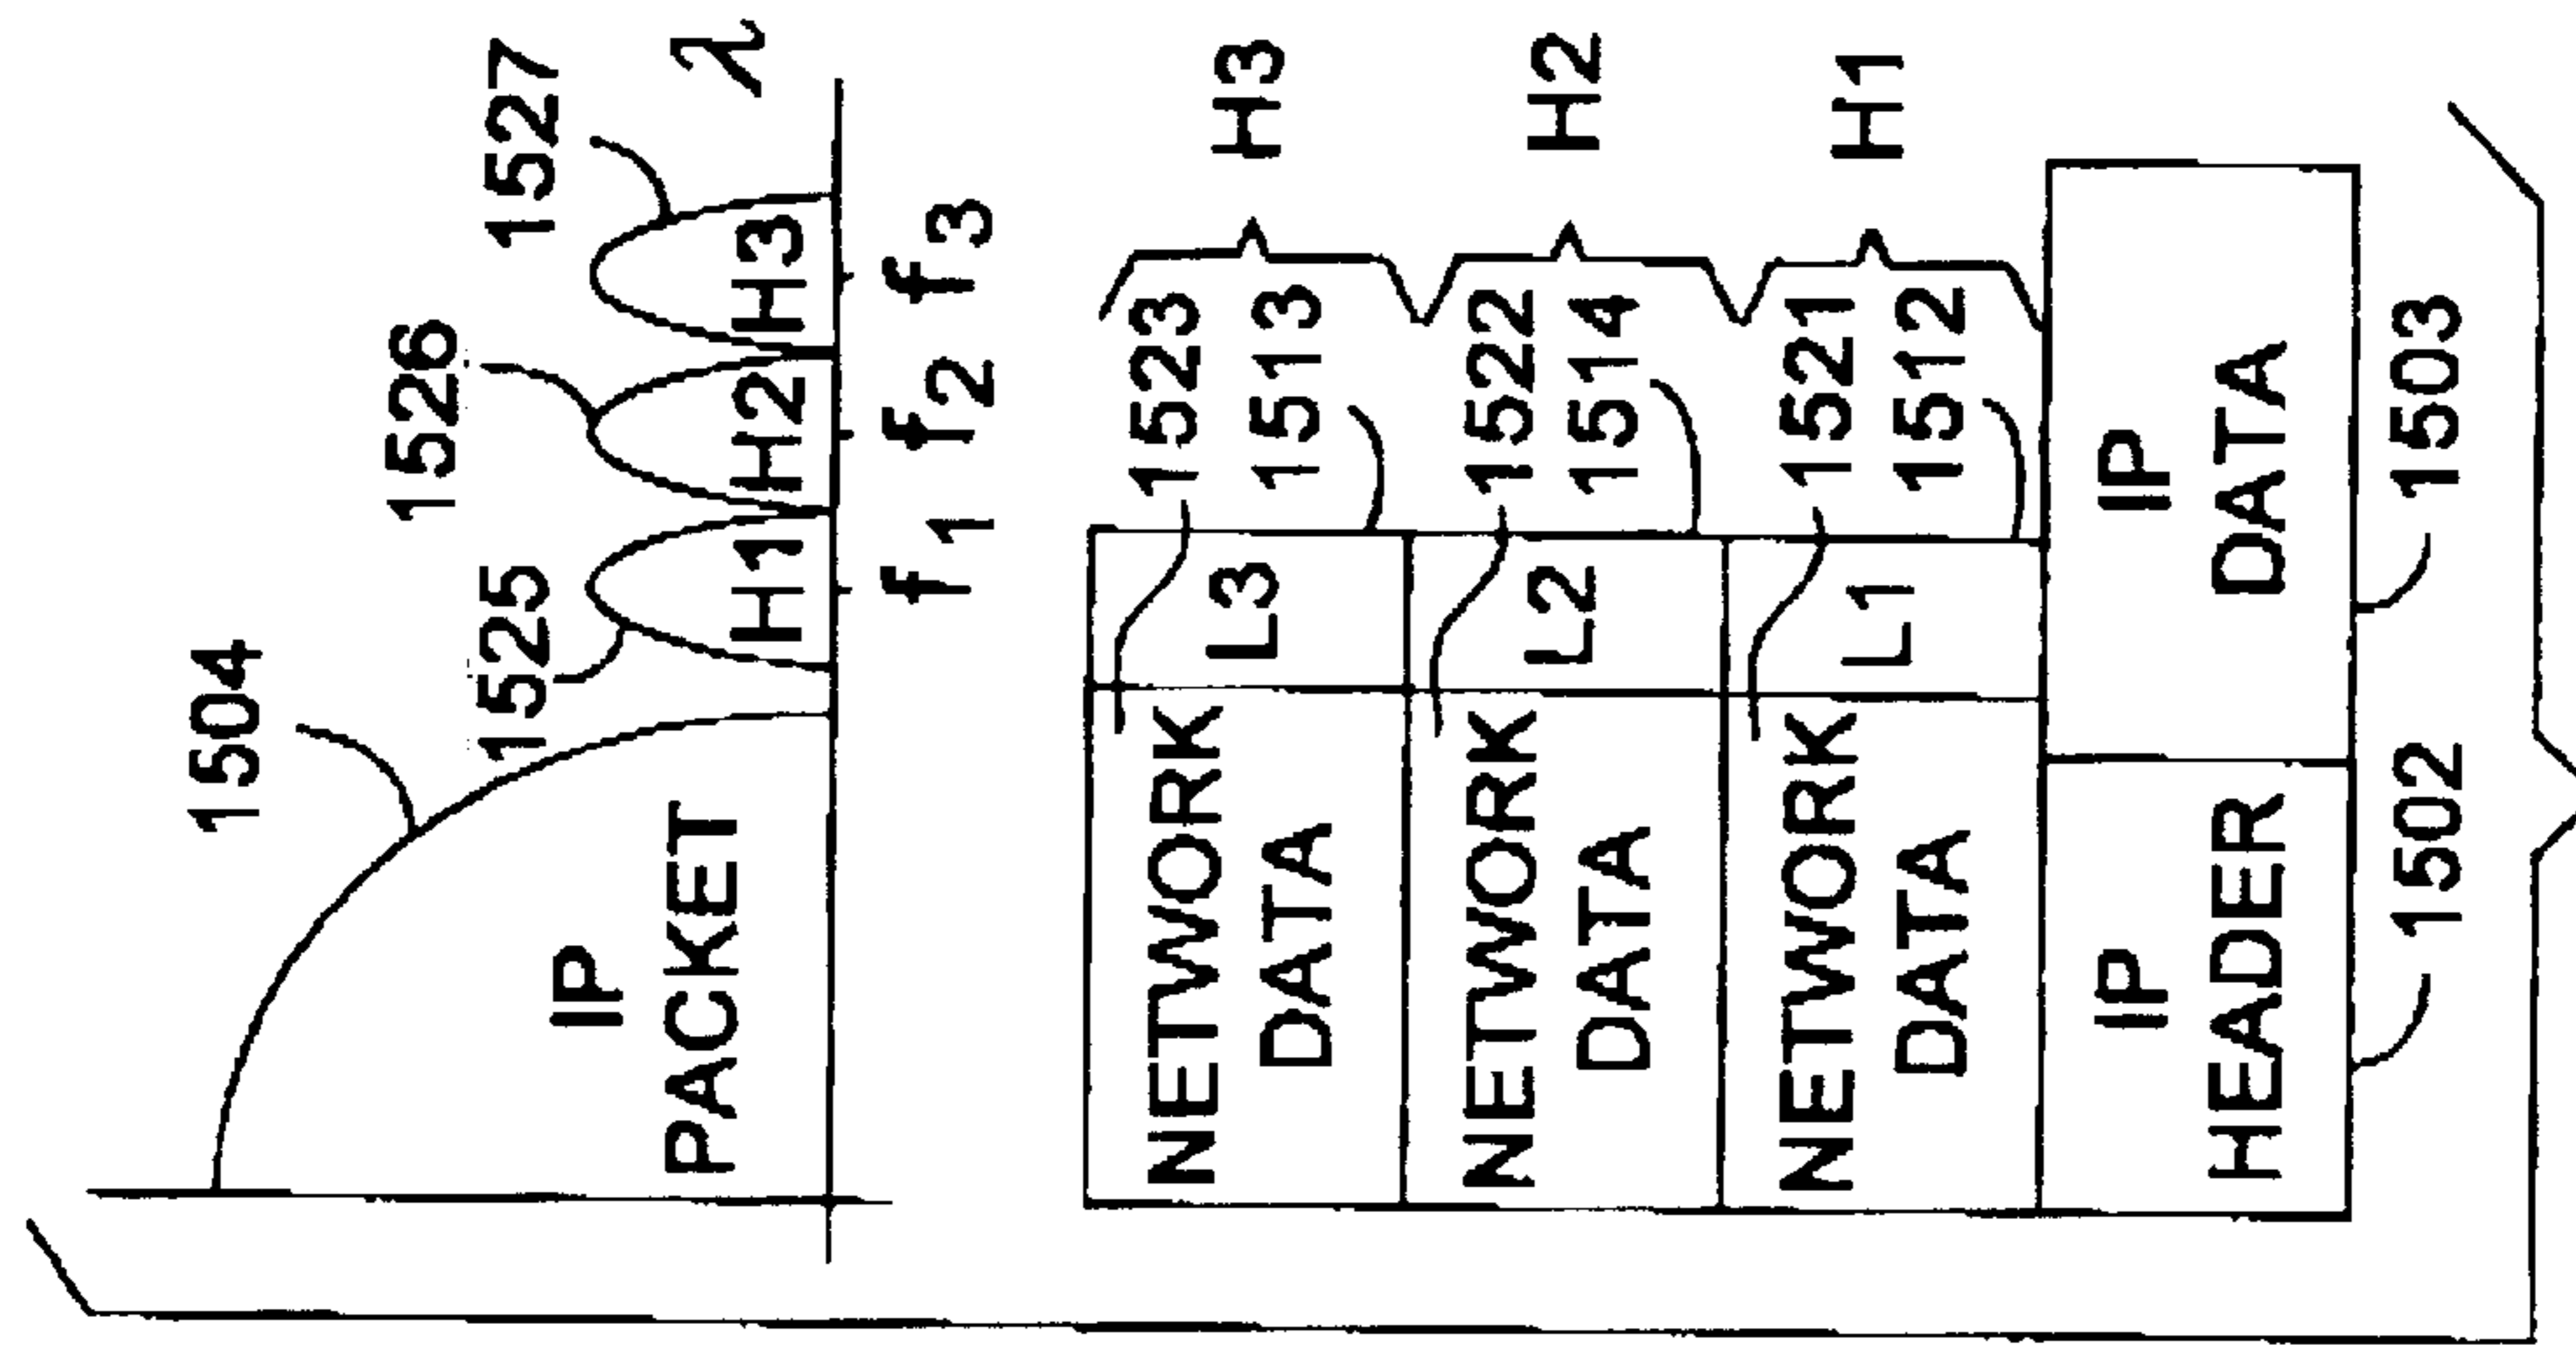 1504
1525
1526
1527
λ
IP
PACKET
H1
H2
H3
f1
f2
f3
NETWORK
DATA
L3
1523
1513
H3
NETWORK
DATA
L2
1522
1514
H2
NETWORK
DATA
L1
1521
1512
H1
IP
HEADER
IP
DATA
1502
1503